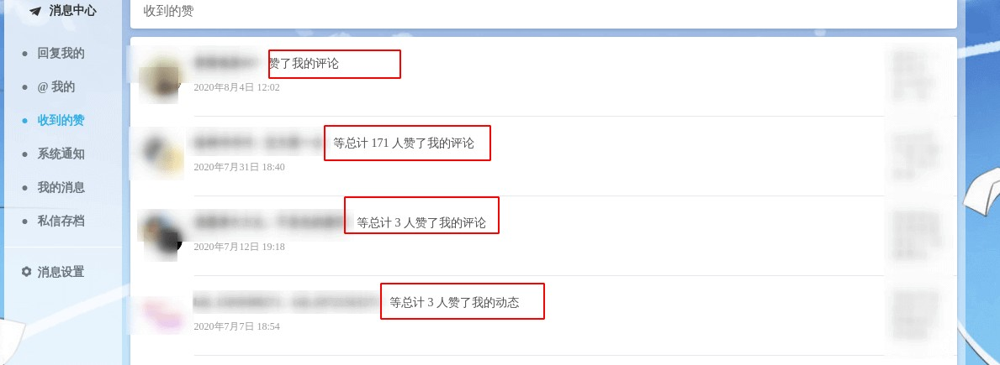 消息中心
回复我的
@ 我的
收到的赞
系统通知
我的消息
私信存档
消息设置
收到的赞
赞了我的评论
2020年8月4日 12:02
等总计 171 人赞了我的评论
2020年7月31日 18:40
等总计 3 人赞了我的评论
2020年7月12日 19:18
等总计 3 人赞了我的动态
2020年7月7日 18:54